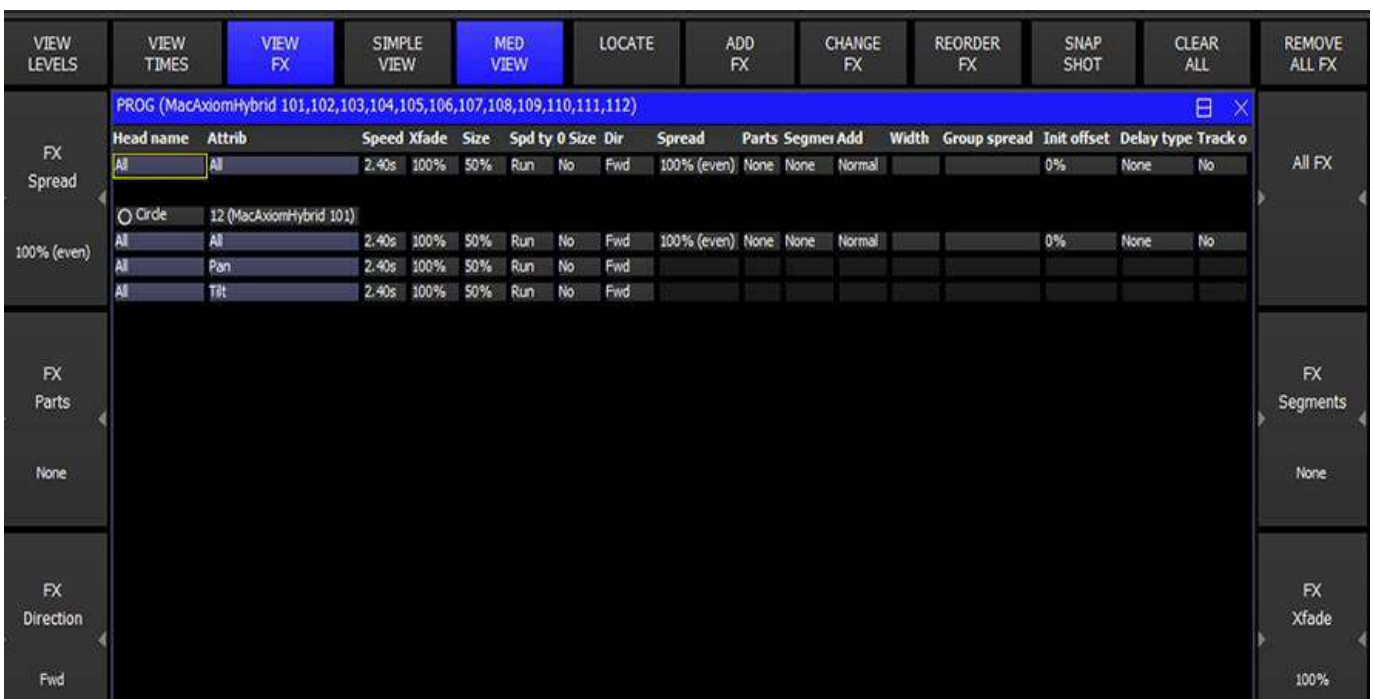 VIEW LEVELS
VIEW TIMES
VIEW FX
SIMPLE VIEW
MED VIEW
LOCATE
ADD FX
CHANGE FX
REORDER FX
SNAP SHOT
CLEAR ALL
REMOVE ALL FX
FX
Spread
100% (even)
FX
Parts
None
FX
Direction
Fwd
PROG (MacAxiomHybrid 101,102,103,104,105,106,107,108,109,110,111,112)
Head name Attrib Speed Xfade Size Spd ty 0 Size Dir Spread Parts Segmer Add Width Group spread Init offset Delay type Track o
All All 2.40s 100% 50% Run No Fwd 100% (even) None None Normal 0% None No
Circle 12 (MacAxiomHybrid 101)
All All 2.40s 100% 50% Run No Fwd 100% (even) None None Normal 0% None No
All Pan 2.40s 100% 50% Run No Fwd
All Tilt 2.40s 100% 50% Run No Fwd
All FX
FX
Segments
None
FX
Xfade
100%